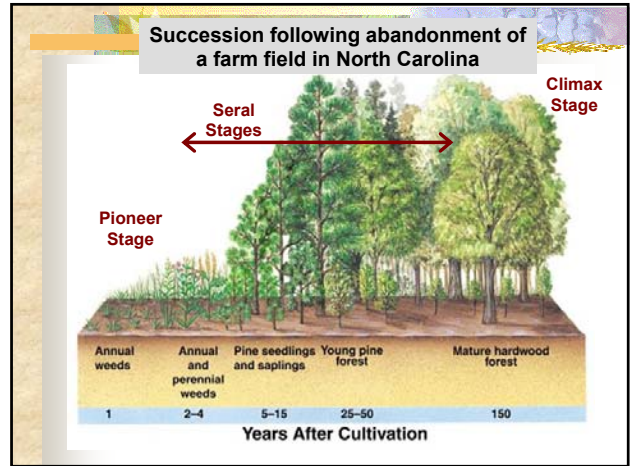 Succession following abandonment of
a farm field in North Carolina
Climax
Stage
Seral
Stages
Pioneer
Stage
Annual
weeds
Annual
and
perennial
weeds
Pine seedlings
and saplings
Young pine
forest
Mature hardwood
forest
1
2–4
5–15
25–50
150
Years After Cultivation